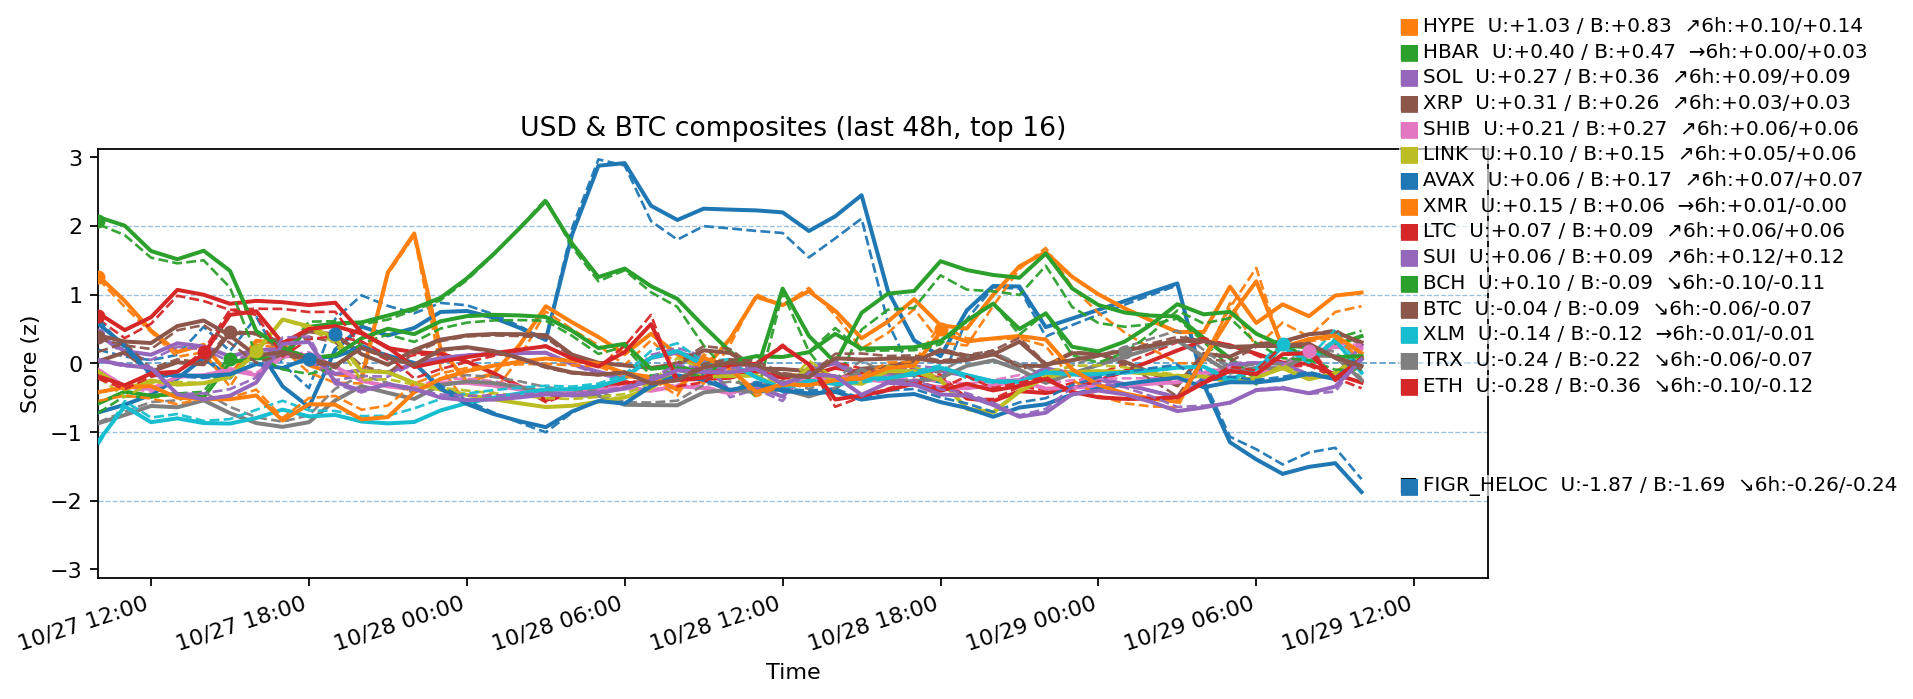 HYPE  U:+1.03 / B:+0.83  ↗6h:+0.10/+0.14
HBAR  U:+0.40 / B:+0.47  →6h:+0.00/+0.03
SOL  U:+0.27 / B:+0.36  ↗6h:+0.09/+0.09
XRP  U:+0.31 / B:+0.26  ↗6h:+0.03/+0.03
SHIB  U:+0.21 / B:+0.27  ↗6h:+0.06/+0.06
LINK  U:+0.10 / B:+0.15  ↗6h:+0.05/+0.06
AVAX  U:+0.06 / B:+0.17  ↗6h:+0.07/+0.07
XMR  U:+0.15 / B:+0.06  →6h:+0.01/-0.00
LTC  U:+0.07 / B:+0.09  ↗6h:+0.06/+0.06
SUI  U:+0.06 / B:+0.09  ↗6h:+0.12/+0.12
BCH  U:+0.10 / B:-0.09  ↘6h:-0.10/-0.11
BTC  U:-0.04 / B:-0.09  ↘6h:-0.06/-0.07
XLM  U:-0.14 / B:-0.12  →6h:-0.01/-0.01
TRX  U:-0.24 / B:-0.22  ↘6h:-0.06/-0.07
ETH  U:-0.28 / B:-0.36  ↘6h:-0.10/-0.12
FIGR_HELOC  U:-1.87 / B:-1.69  ↘6h:-0.26/-0.24
USD & BTC composites (last 48h, top 16)
Score (z)
3
2
1
0
−1
−2
−3
10/27 12:00
10/27 18:00
10/28 00:00
10/28 06:00
10/28 12:00
10/28 18:00
10/29 00:00
10/29 06:00
10/29 12:00
Time